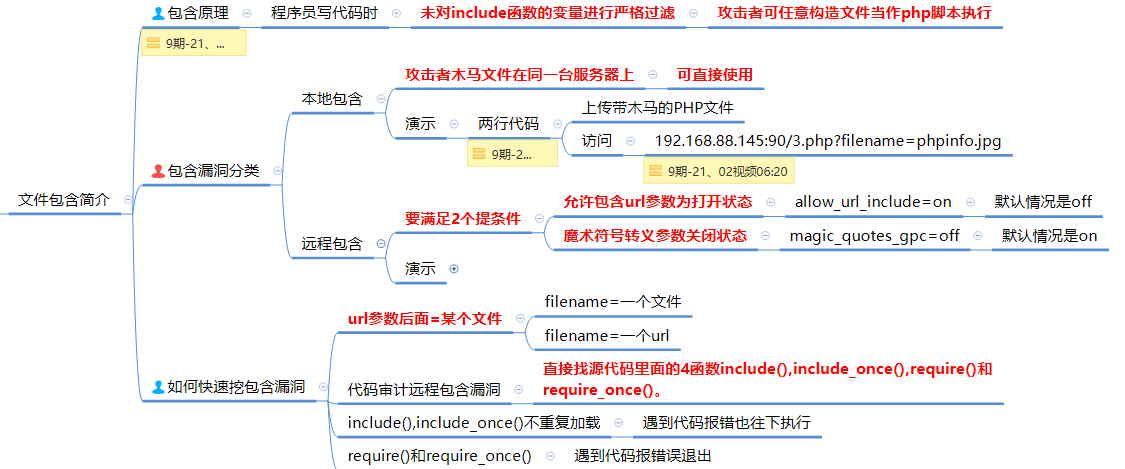 包含原理
程序员写代码时
未对include函数的变量进行严格过滤
攻击者可任意构造文件当作php脚本执行
9期-21、...
文件包含简介
包含漏洞分类
本地包含
攻击者木马文件在同一台服务器上
可直接使用
演示
两行代码
9期-2...
上传带木马的PHP文件
访问
192.168.88.145:90/3.php?filename=phpinfo.jpg
9期-21、02视频06:20
远程包含
要满足2个提条件
允许包含url参数为打开状态
allow_url_include=on
默认情况是off
魔术符号转义参数关闭状态
magic_quotes_gpc=off
默认情况是on
演示
如何快速挖包含漏洞
url参数后面=某个文件
filename=一个文件
filename=一个url
代码审计远程包含漏洞
直接找源代码里面的4函数include(),include_once(),require()和
require_once()。
include(),include_once()不重复加载
遇到代码报错也往下执行
require()和require_once()
遇到代码报错误退出